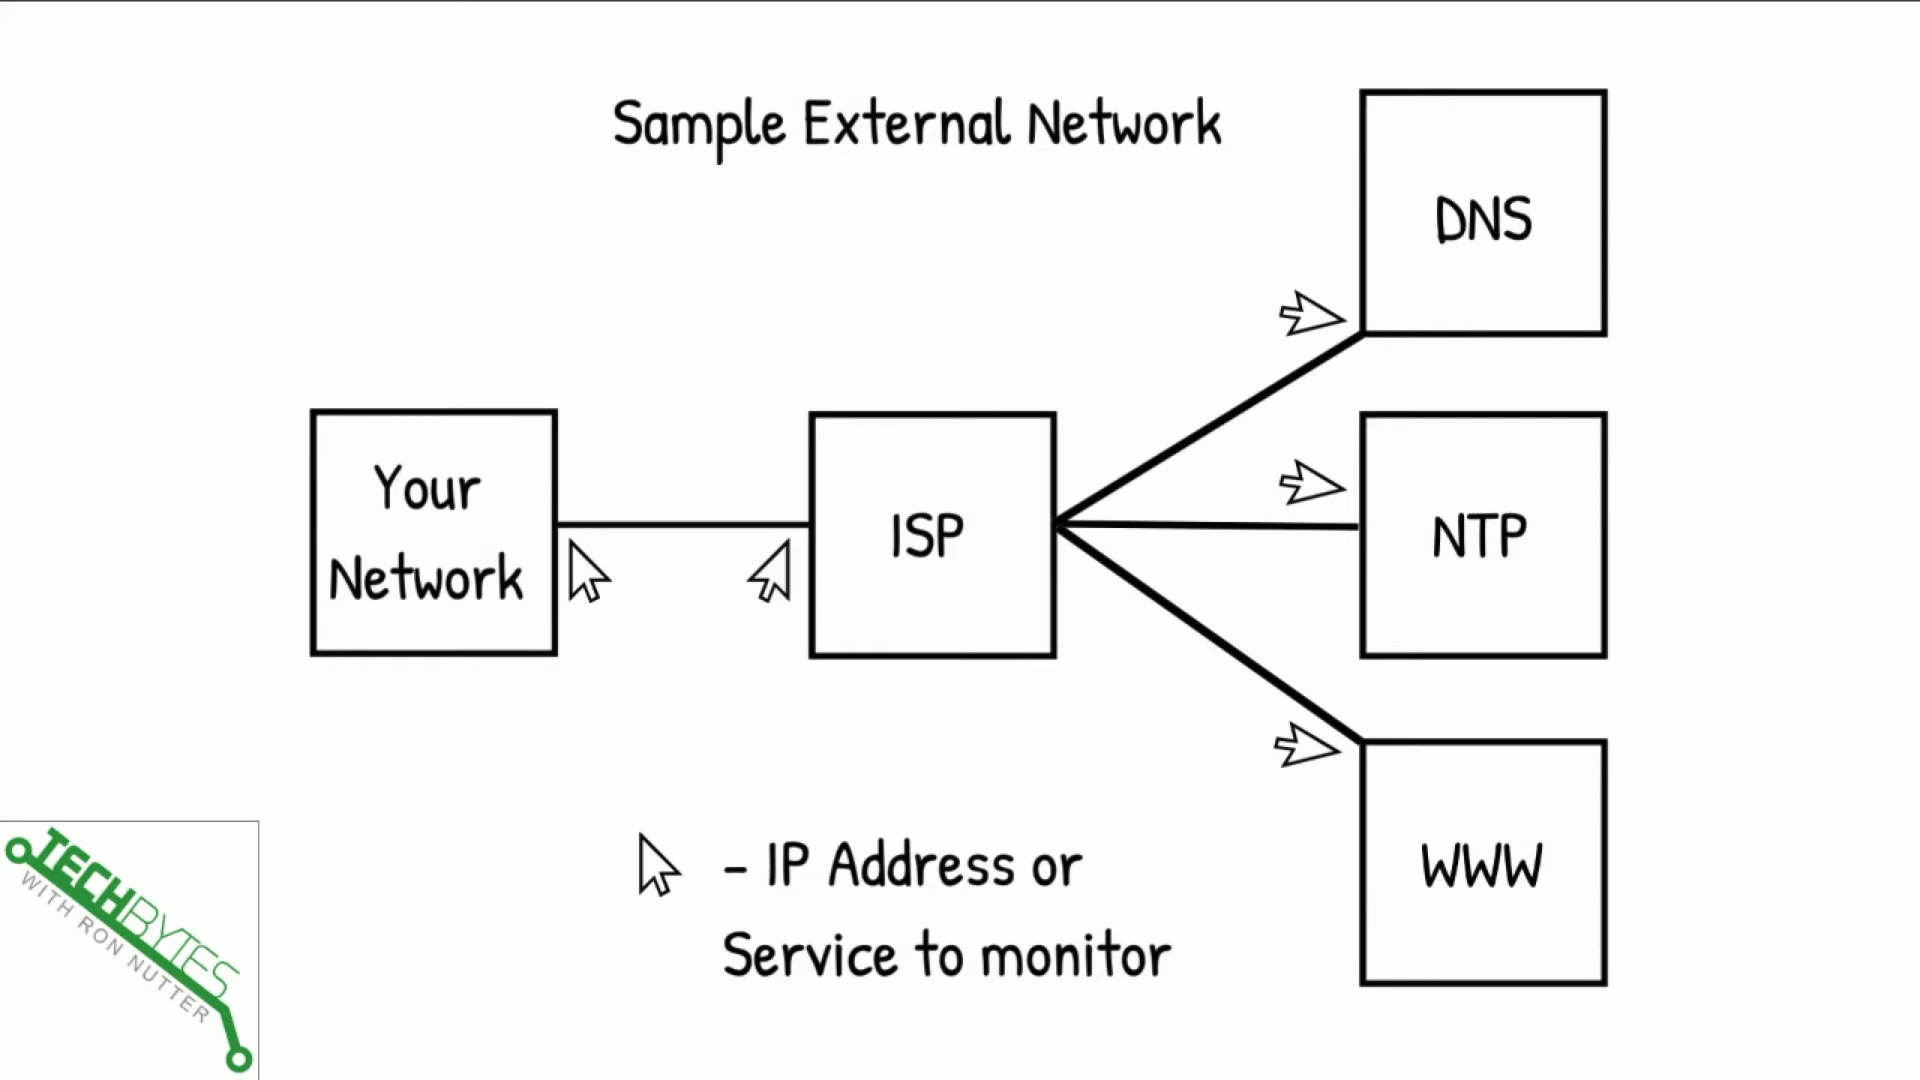 Sample External Network
DNS
Your
Network
ISP
NTP
WWW
- IP Address or
Service to monitor
TECHBYTES
WITH RON NUTTER